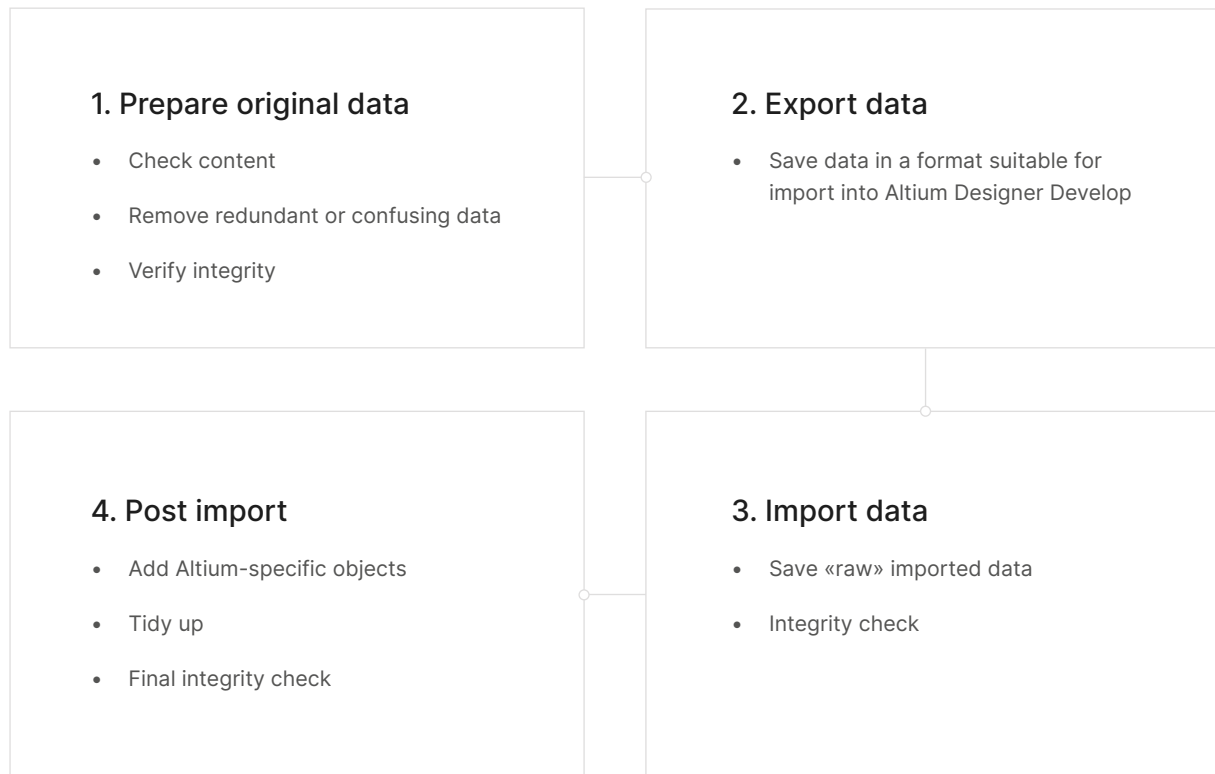 1. Prepare original data
• Check content
• Remove redundant or confusing data
• Verify integrity
2. Export data
• Save data in a format suitable for
import into Altium Designer Develop
3. Import data
• Save «raw» imported data
• Integrity check
4. Post import
• Add Altium-specific objects
• Tidy up
• Final integrity check